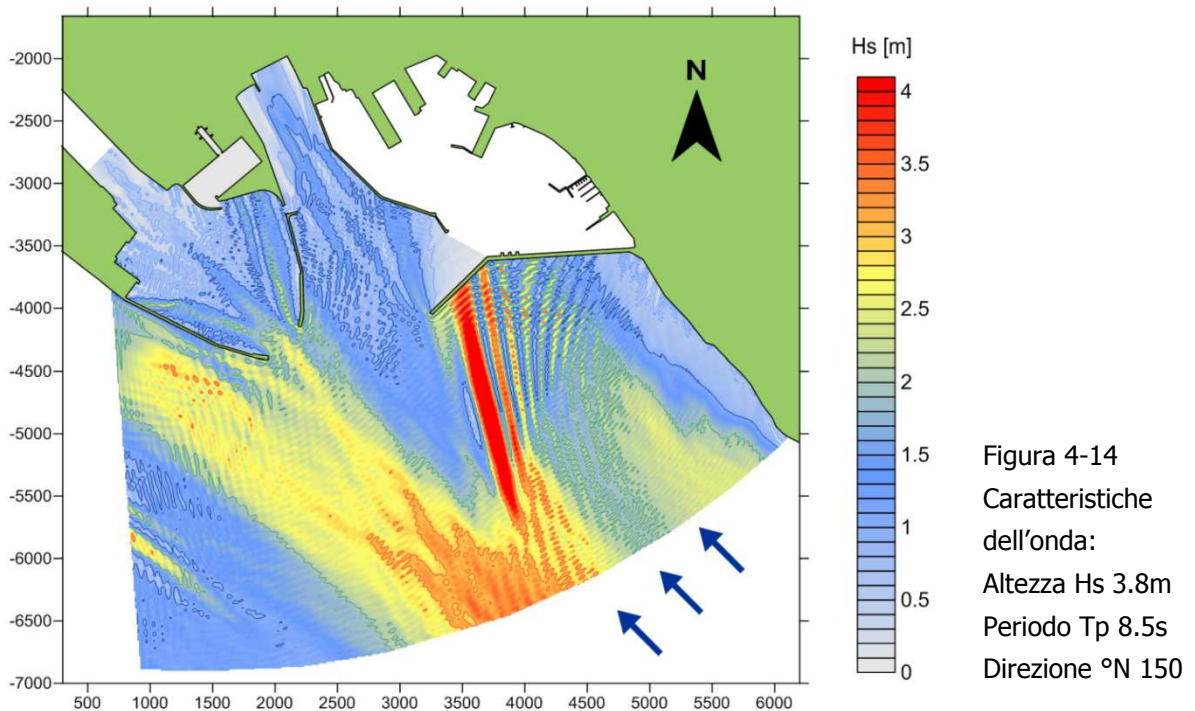 -2000
-2500
-3000
-3500
-4000
-4500
-5000
-5500
-6000
-6500
-7000
500 1000 1500 2000 2500 3000 3500 4000 4500 5000 5500 6000
N
Hs [m]
4
3.5
3
2.5
2
1.5
1
0.5
0
Figura 4-14
Caratteristiche
dell’onda:
Altezza Hs 3.8m
Periodo Tp 8.5s
Direzione °N 150